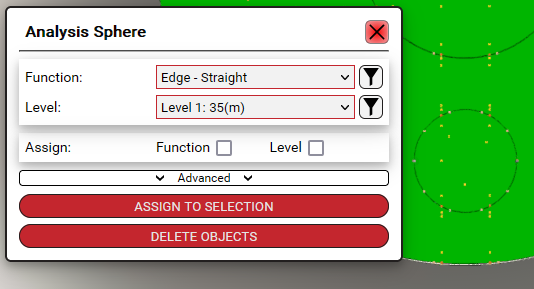 Analysis Sphere
Function: Edge - Straight
Level: Level 1: 35(m)
Assign: Function Level
Advanced
ASSIGN TO SELECTION
DELETE OBJECTS